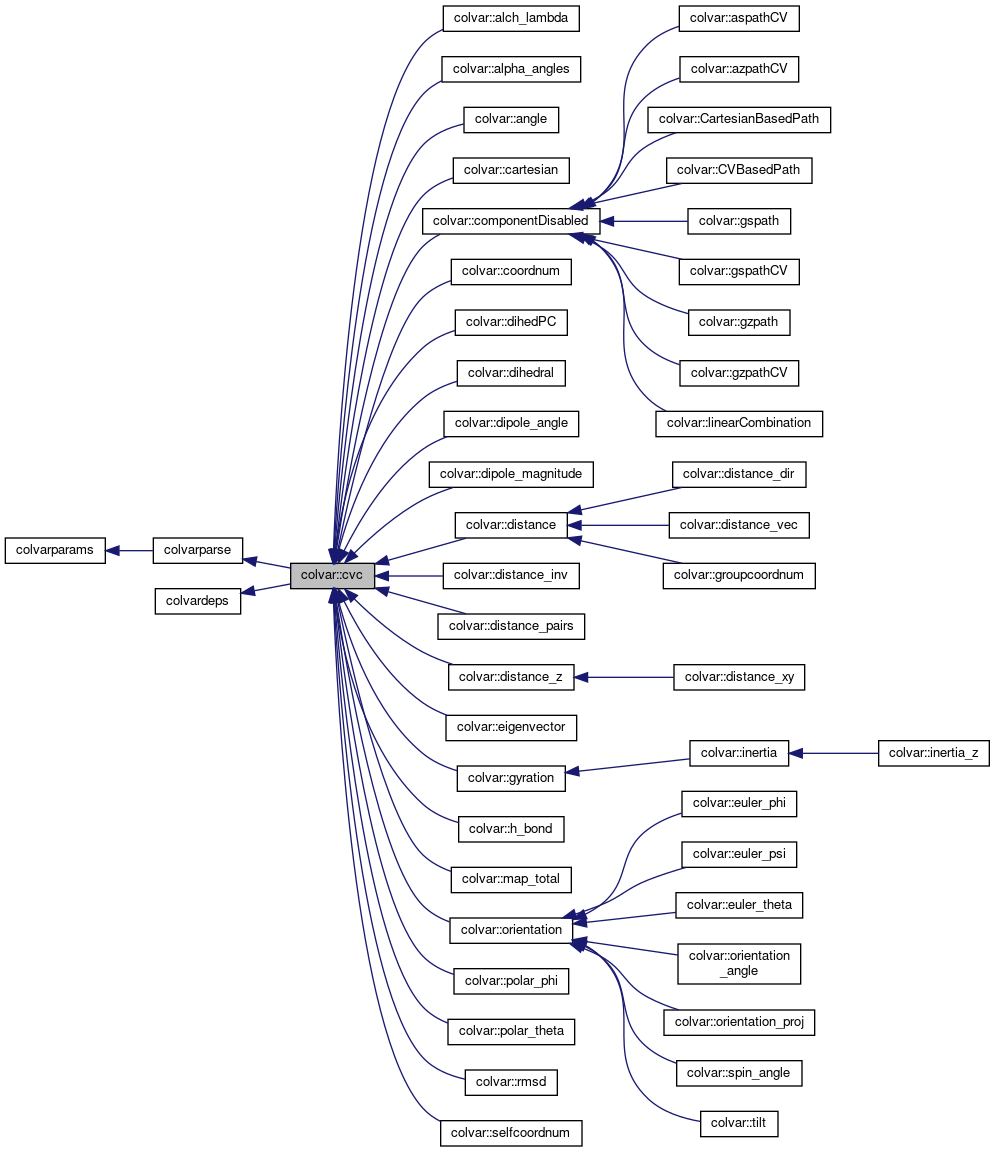 colvar::alch_lambda
colvar::aspathCV
colvar::alpha_angles
colvar::azpathCV
colvar::angle
colvar::CartesianBasedPath
colvar::cartesian
colvar::CVBasedPath
colvar::componentDisabled
colvar::gspath
colvar::coordnum
colvar::gspathCV
colvar::dihedPC
colvar::gzpath
colvar::dihedral
colvar::gzpathCV
colvar::dipole_angle
colvar::linearCombination
colvar::dipole_magnitude
colvar::distance_dir
colvar::distance
colvar::distance_vec
colvarparams
colvarparse
colvar::cvc
colvar::distance_inv
colvar::groupcoordnum
colvardeps
colvar::distance_pairs
colvar::distance_z
colvar::distance_xy
colvar::eigenvector
colvar::inertia
colvar::inertia_z
colvar::gyration
colvar::euler_phi
colvar::h_bond
colvar::euler_psi
colvar::map_total
colvar::euler_theta
colvar::orientation
colvar::orientation
_angle
colvar::polar_phi
colvar::orientation_proj
colvar::polar_theta
colvar::spin_angle
colvar::rmsd
colvar::tilt
colvar::selfcoordnum